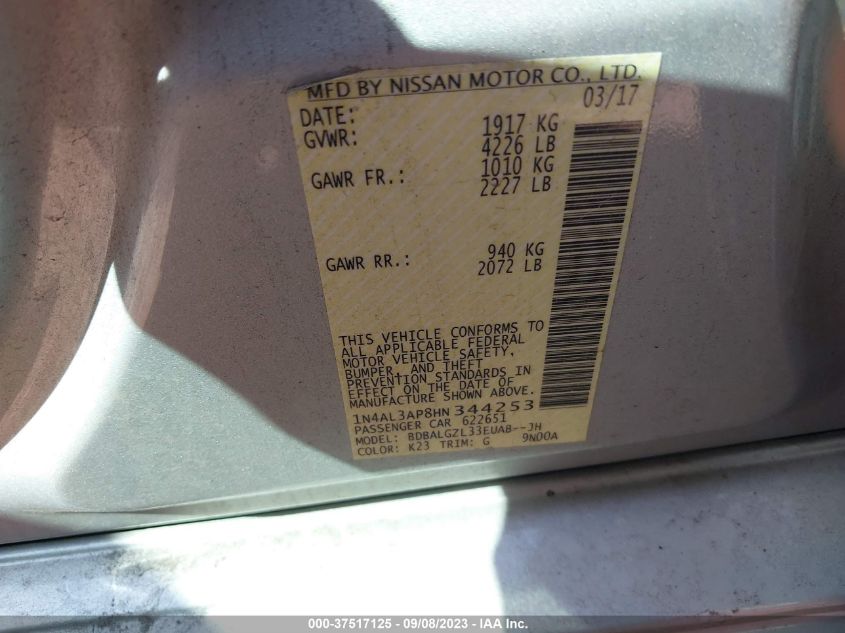 MFD BY NISSAN MOTOR CO., LTD.
DATE: 03/17
GVWR: 1917 KG
4226 LB
GAWR FR.: 1010 KG
2227 LB
GAWR RR.: 940 KG
2072 LB
THIS VEHICLE CONFORMS TO
ALL APPLICABLE FEDERAL
MOTOR VEHICLE SAFETY,
BUMPER, AND THEFT
PREVENTION STANDARDS IN
EFFECT ON THE DATE OF
MANUFACTURE SHOWN ABOVE.
1N4AL3AP8HN344253
PASSENGER CAR 622651
MODEL: BDBALGZL33EUAB--JH
COLOR: K23 TRIM: G 9N00A
000-37517125 - 09/08/2023 - IAA Inc.